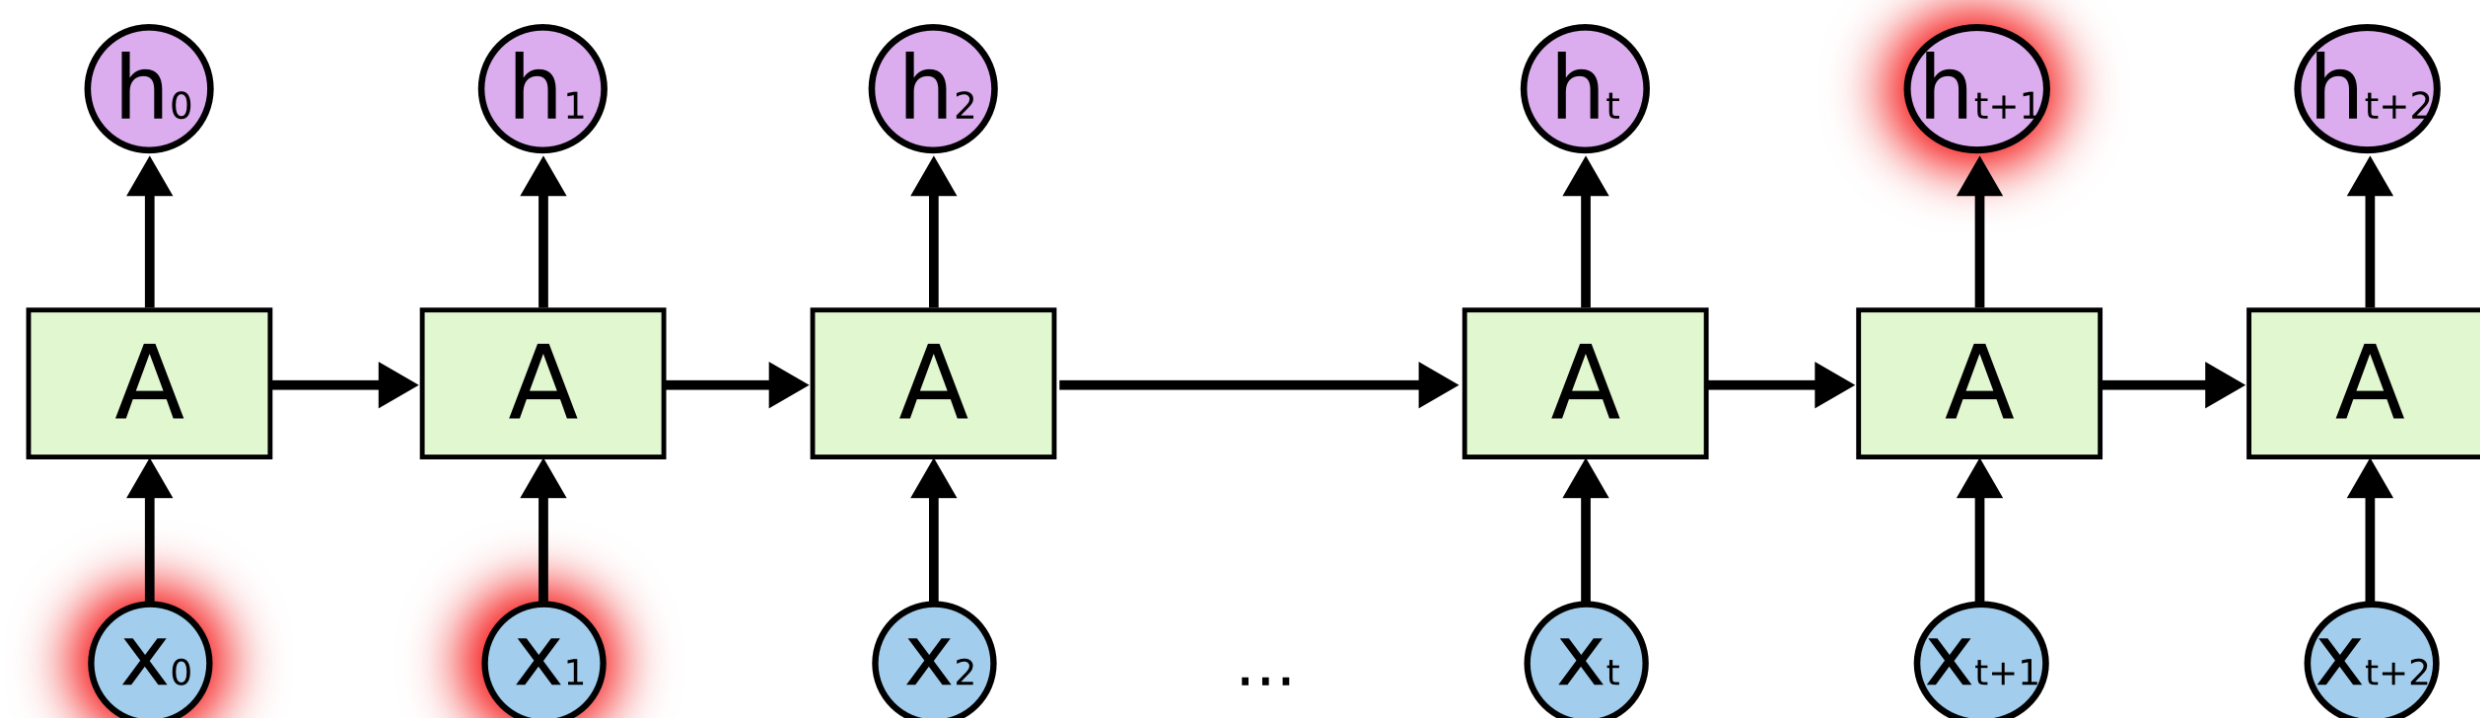 h0 h1 h2 ht ht+1 ht+2
A A A A A A
x0 x1 x2 ... xt xt+1 xt+2